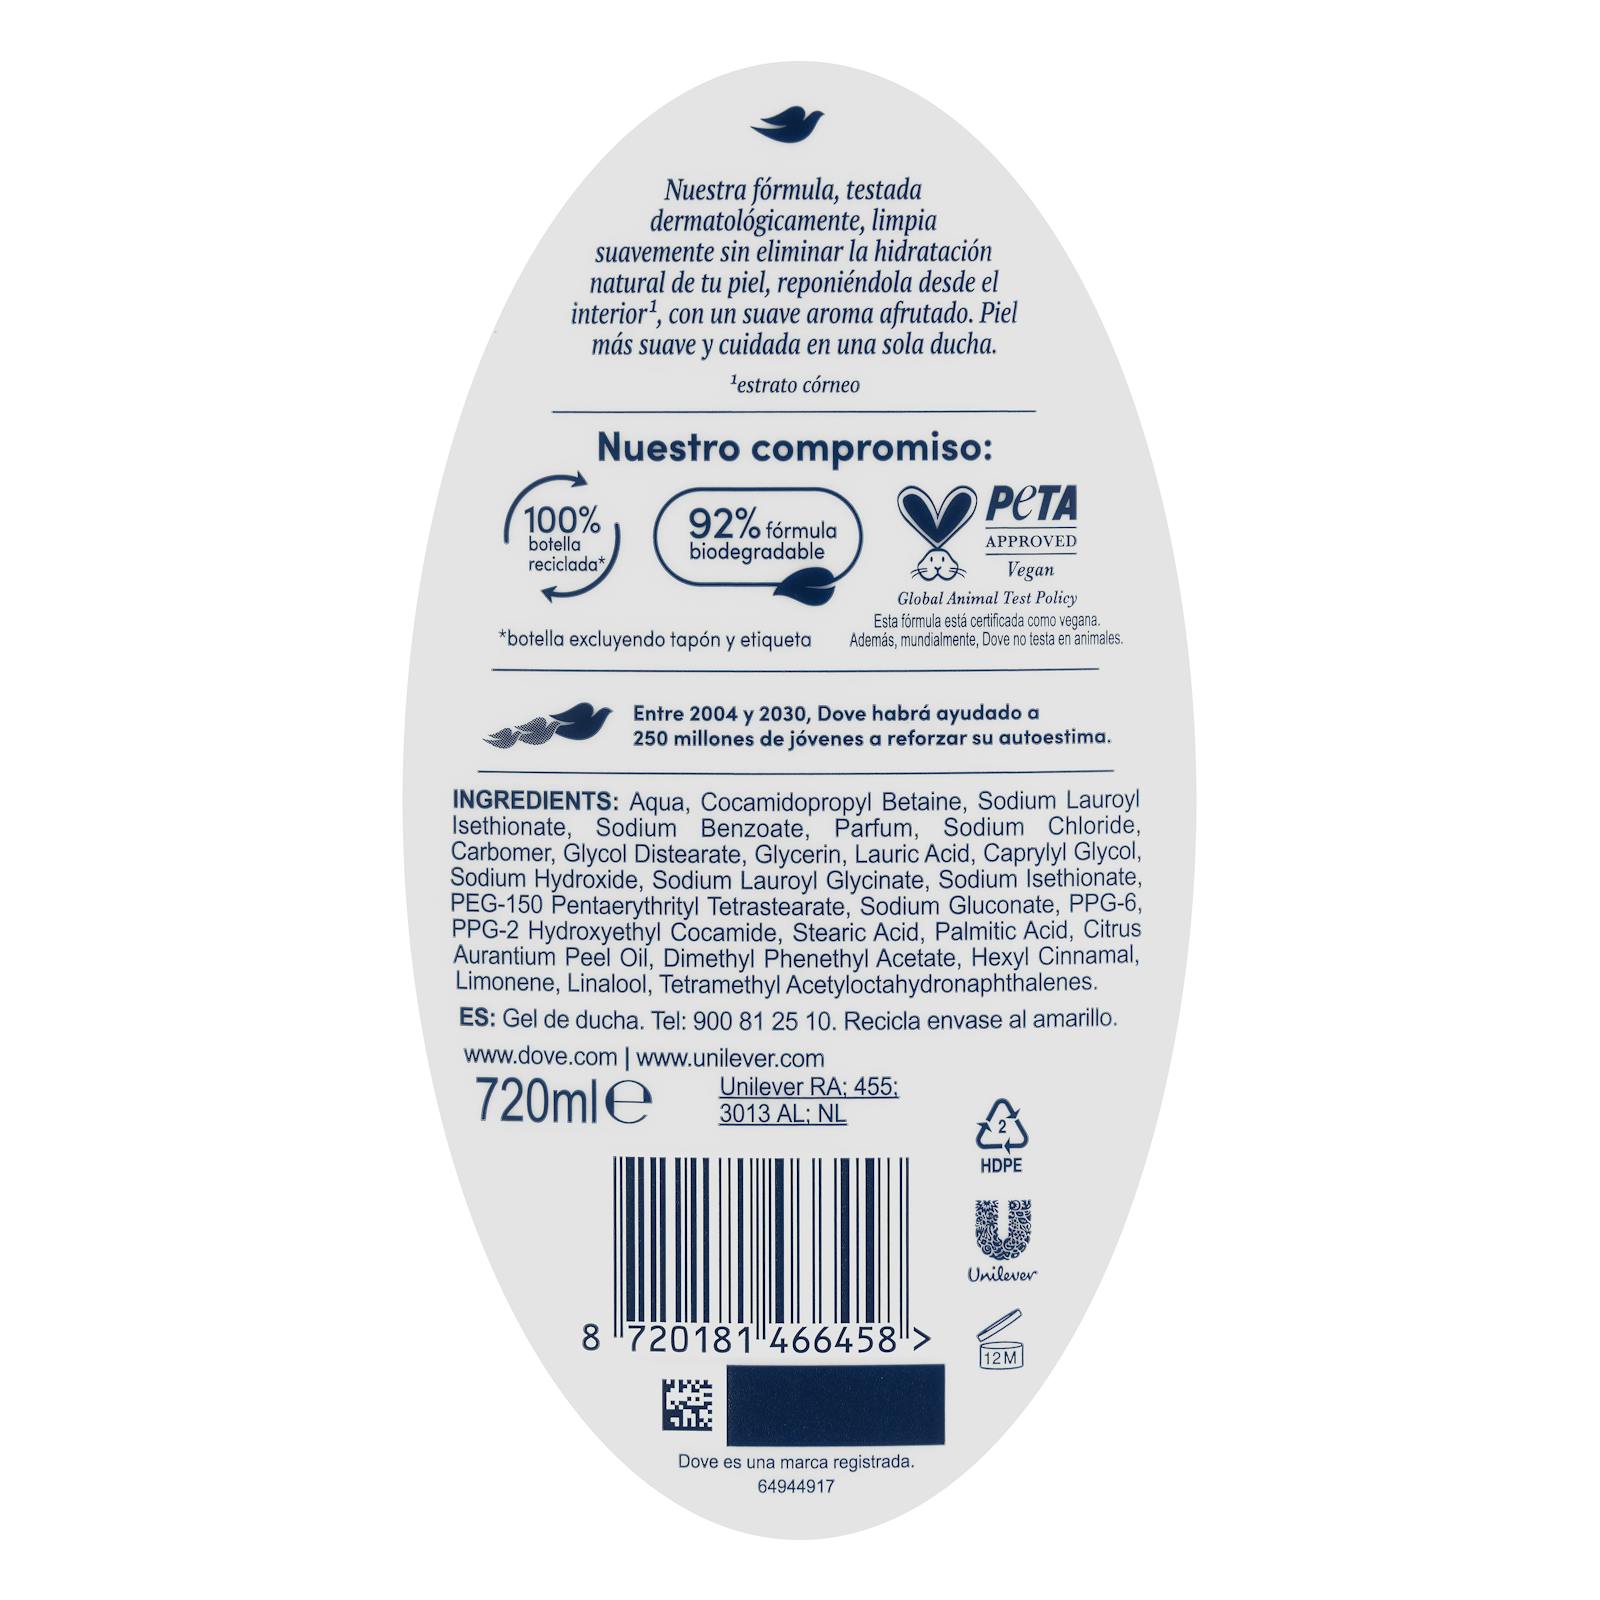 Nuestra fórmula, testada
dermatológicamente, limpia
suavemente sin eliminar la hidratación
natural de tu piel, reponiéndola desde el
interior¹, con un suave aroma afrutado. Piel
más suave y cuidada en una sola ducha.
¹estrato córneo
Nuestro compromiso:
100%
botella
reciclada*
92% fórmula
biodegradable
PETA
APPROVED
Vegan
Global Animal Test Policy
Esta fórmula está certificada como vegana.
Además, mundialmente, Dove no testa en animales.
*botella excluyendo tapón y etiqueta
Entre 2004 y 2030, Dove habrá ayudado a
250 millones de jóvenes a reforzar su autoestima.
INGREDIENTS: Aqua, Cocamidopropyl Betaine, Sodium Lauroyl
Isethionate, Sodium Benzoate, Parfum, Sodium Chloride,
Carbomer, Glycol Distearate, Glycerin, Lauric Acid, Caprylyl Glycol,
Sodium Hydroxide, Sodium Lauroyl Glycinate, Sodium Isethionate,
PEG-150 Pentaerythrityl Tetrastearate, Sodium Gluconate, PPG-6,
PPG-2 Hydroxyethyl Cocamide, Stearic Acid, Palmitic Acid, Citrus
Aurantium Peel Oil, Dimethyl Phenethyl Acetate, Hexyl Cinnamal,
Limonene, Linalool, Tetramethyl Acetyloctahydronaphthalenes.
ES: Gel de ducha. Tel: 900 81 25 10. Recicla envase al amarillo.
www.dove.com | www.unilever.com
720ml ℮
Unilever RA; 455;
3013 AL; NL
2
HDPE
Unilever
8 720181 466458 >
12M
Dove es una marca registrada.
64944917